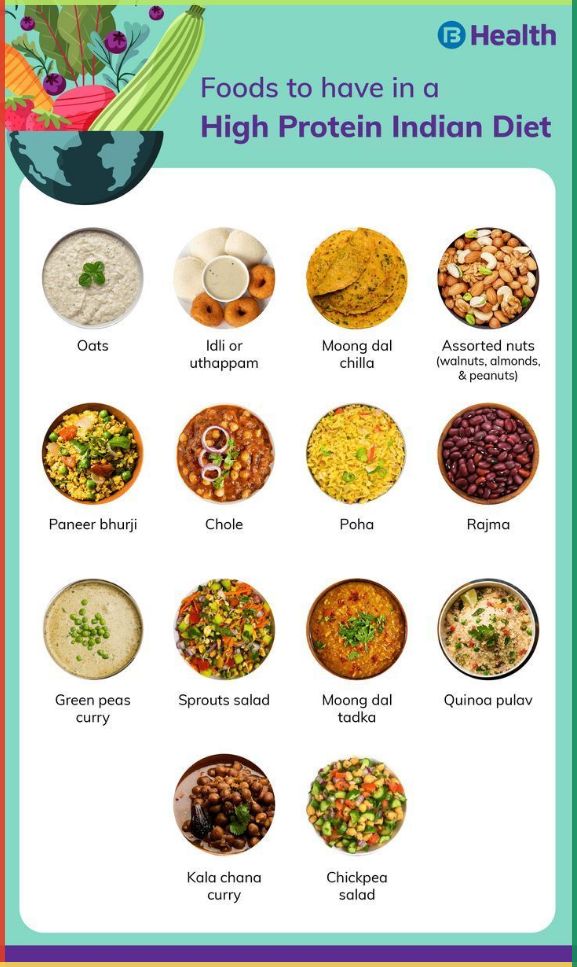 B Health
Foods to have in a
High Protein Indian Diet
Oats
Idli or
uthappam
Moong dal
chilla
Assorted nuts
(walnuts, almonds,
& peanuts)
Paneer bhurji
Chole
Poha
Rajma
Green peas
curry
Sprouts salad
Moong dal
tadka
Quinoa pulav
Kala chana
curry
Chickpea
salad